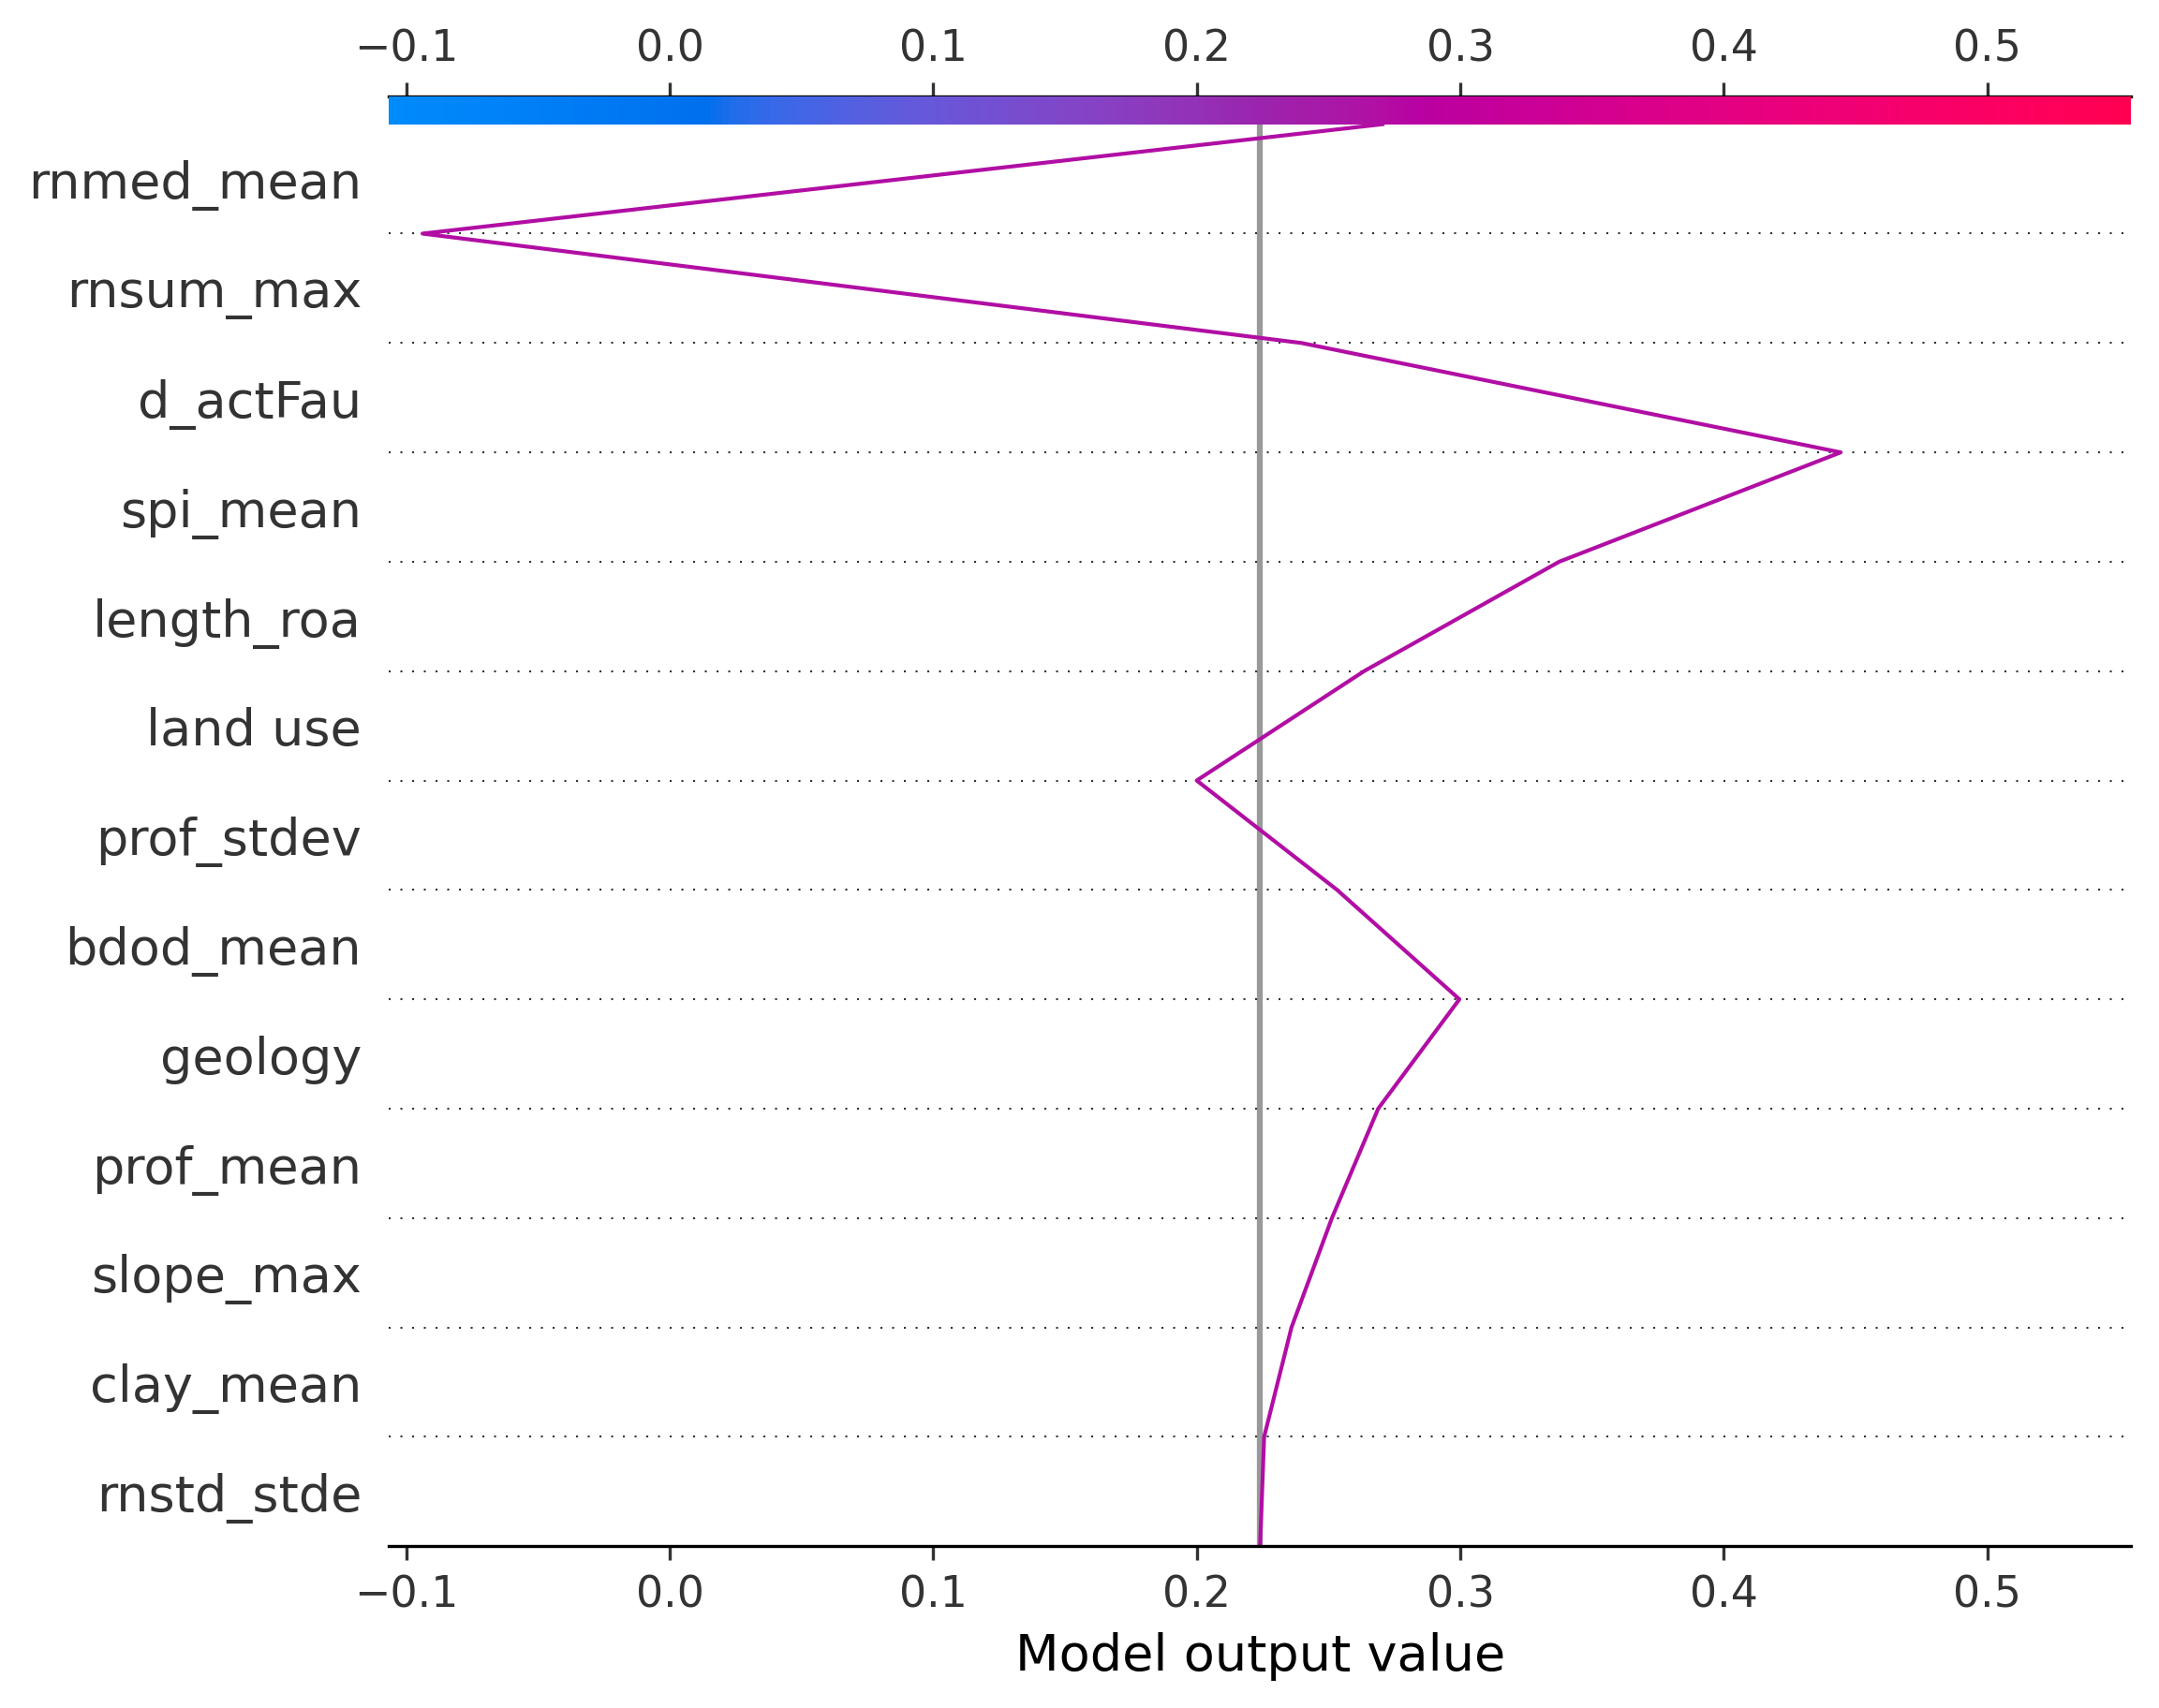 −0.1 0.0 0.1 0.2 0.3 0.4 0.5
rnmed_mean
rnsum_max
d_actFau
spi_mean
length_roa
land use
prof_stdev
bdod_mean
geology
prof_mean
slope_max
clay_mean
rnstd_stde
−0.1 0.0 0.1 0.2 0.3 0.4 0.5
Model output value